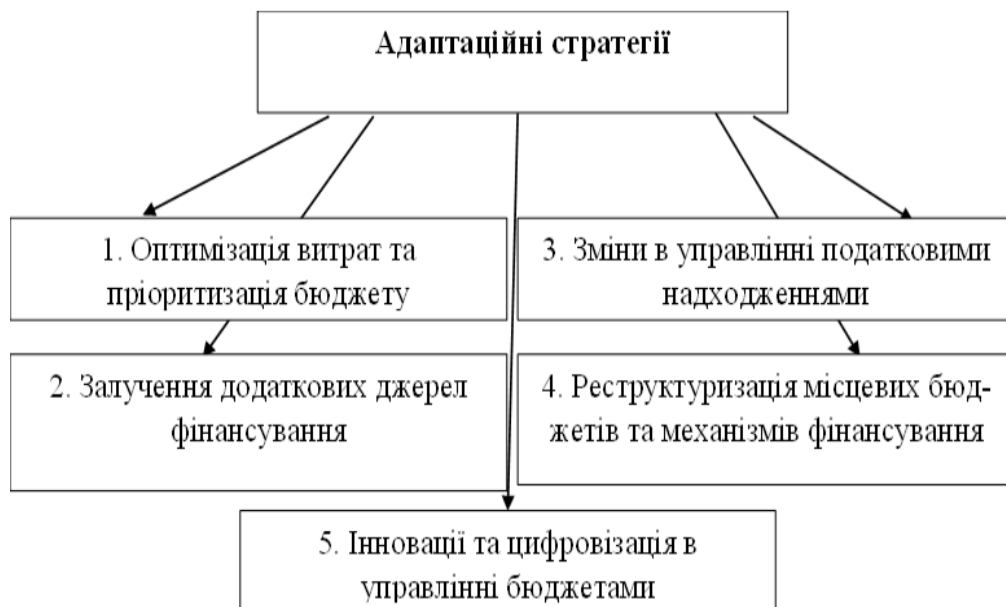 Адаптаційні стратегії
1. Оптимізація витрат та
пріоритизація бюджету
2. Залучення додаткових джерел
фінансування
3. Зміни в управлінні податковими
надходженнями
4. Реструктуризація місцевих бюд-
жетів та механізмів фінансування
5. Інновації та цифровізація в
управлінні бюджетами